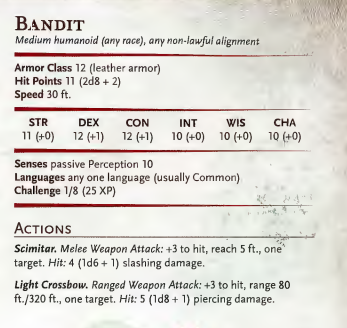 BANDIT
Medium humanoid (any race), any non-lawful alignment
Armor Class 12 (leather armor)
Hit Points 11 (2d8 + 2)
Speed 30 ft.
STR DEX CON INT WIS CHA
11 (+0) 12 (+1) 12 (+1) 10 (+0) 10 (+0) 10 (+0)
Senses passive Perception 10
Languages any one language (usually Common)
Challenge 1/8 (25 XP)
ACTIONS
Scimitar. Melee Weapon Attack: +3 to hit, reach 5 ft., one
target. Hit: 4 (1d6 + 1) slashing damage.
Light Crossbow. Ranged Weapon Attack: +3 to hit, range 80
ft./320 ft., one target. Hit: 5 (1d8 + 1) piercing damage.